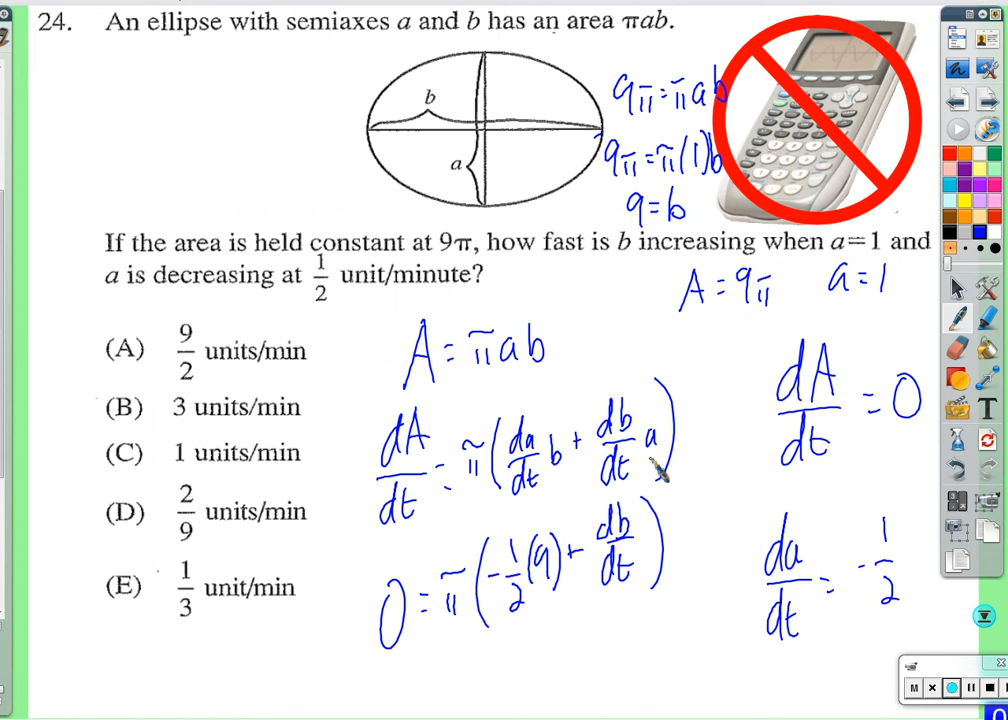 24. An ellipse with semiaxes a and b has an area πab.
b
a
9π = πab
9π = π(1)b
9 = b
If the area is held constant at 9π, how fast is b increasing when a=1 and
a is decreasing at 1/2 unit/minute?
A = 9π a = 1
(A) 9/2 units/min
(B) 3 units/min
(C) 1 units/min
(D) 2/9 units/min
(E) 1/3 unit/min
A = πab
dA/dt = π(da/dt b + db/dt a)
0 = π(-1/2(9) + db/dt)
dA/dt = 0
da/dt = -1/2
T
M